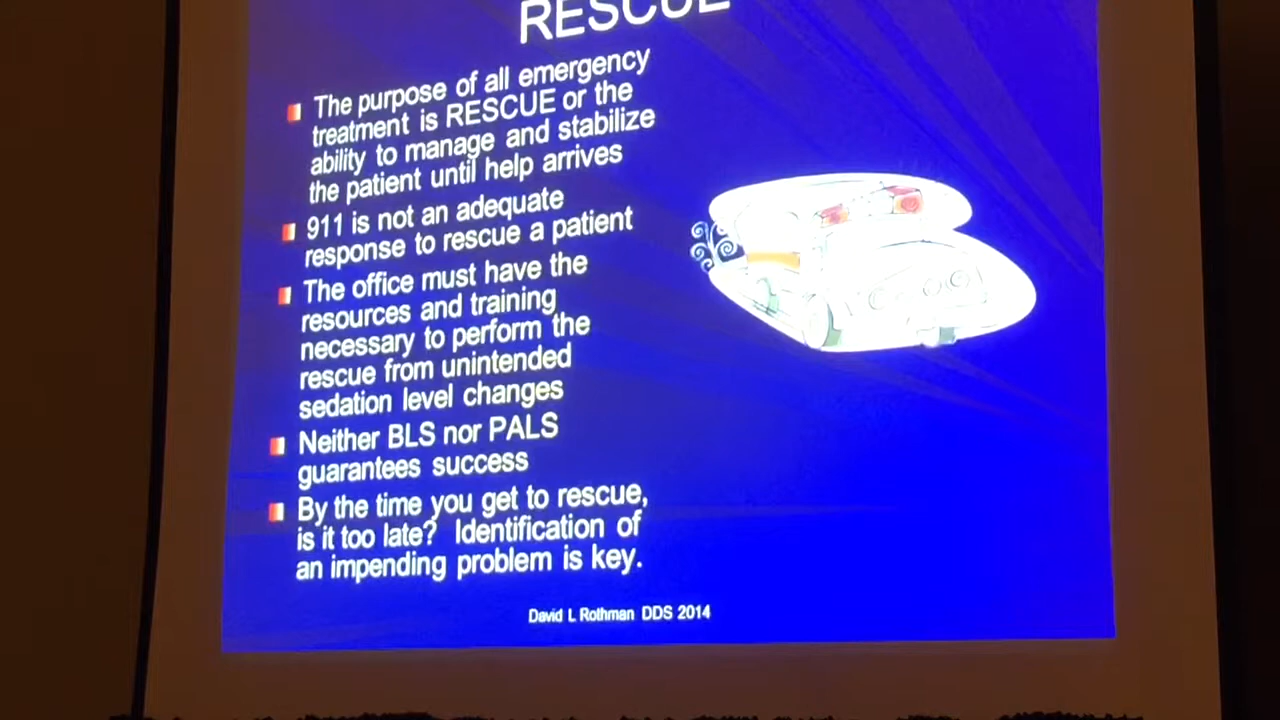 RESCUE
The purpose of all emergency
treatment is RESCUE or the
ability to manage and stabilize
the patient until help arrives
911 is not an adequate
response to rescue a patient
The office must have the
resources and training
necessary to perform the
rescue from unintended
sedation level changes
Neither BLS nor PALS
guarantees success
By the time you get to rescue,
is it too late? Identification of
an impending problem is key.
David L Rothman DDS 2014